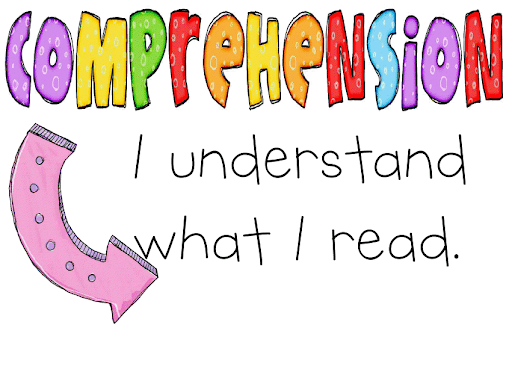 COMPREHENSION
I understand
what I read.